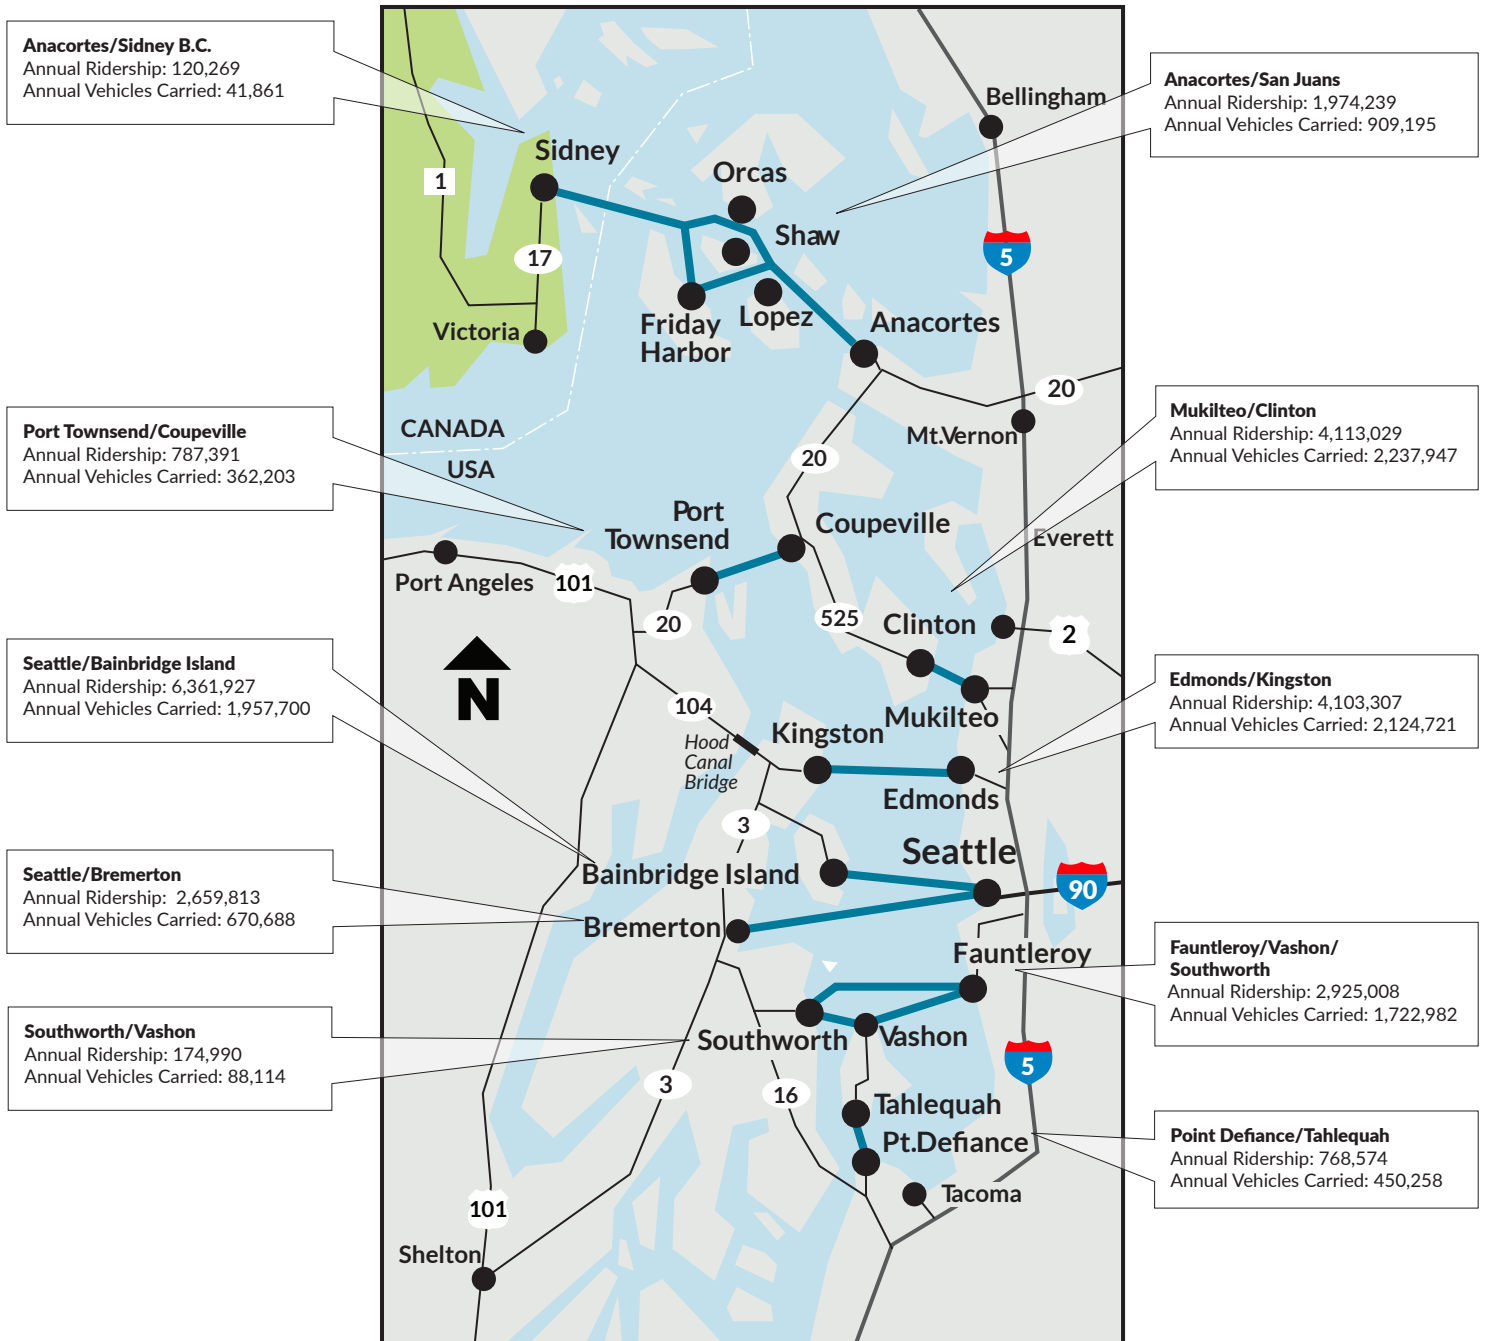 Anacortes/Sidney B.C.
Annual Ridership: 120,269
Annual Vehicles Carried: 41,861
Anacortes/San Juans
Annual Ridership: 1,974,239
Annual Vehicles Carried: 909,195
Bellingham
Sidney
1
Orcas
Shaw
17
5
Friday
Harbor
Lopez
Anacortes
Victoria
20
CANADA
USA
Mt.Vernon
20
Port Townsend/Coupeville
Annual Ridership: 787,391
Annual Vehicles Carried: 362,203
Mukilteo/Clinton
Annual Ridership: 4,113,029
Annual Vehicles Carried: 2,237,947
Port
Townsend
Coupeville
Everett
Port Angeles
101
20
525
Clinton
2
N
Seattle/Bainbridge Island
Annual Ridership: 6,361,927
Annual Vehicles Carried: 1,957,700
Edmonds/Kingston
Annual Ridership: 4,103,307
Annual Vehicles Carried: 2,124,721
104
Mukilteo
Hood
Canal
Bridge
Kingston
Edmonds
3
Seattle
Bainbridge Island
90
Seattle/Bremerton
Annual Ridership: 2,659,813
Annual Vehicles Carried: 670,688
Bremerton
Fauntleroy
Fauntleroy/Vashon/
Southworth
Annual Ridership: 2,925,008
Annual Vehicles Carried: 1,722,982
Southworth/Vashon
Annual Ridership: 174,990
Annual Vehicles Carried: 88,114
Southworth
Vashon
5
3
16
Tahlequah
Pt.Defiance
Point Defiance/Tahlequah
Annual Ridership: 768,574
Annual Vehicles Carried: 450,258
Tacoma
101
Shelton